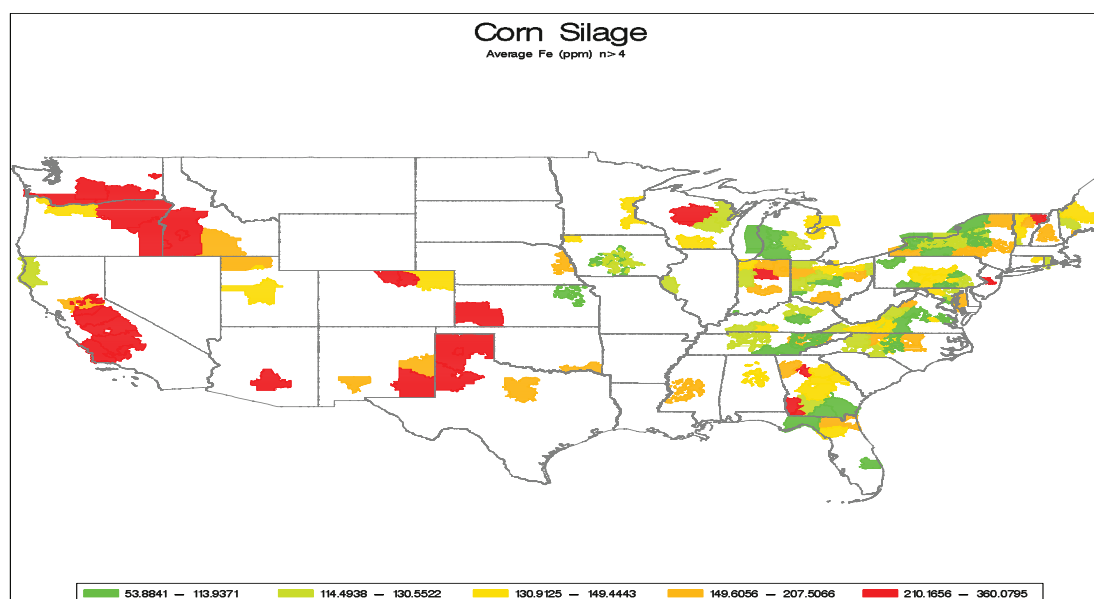 Corn Silage
Average Fe (ppm) n>4
53.8841 – 113.9371 114.4938 – 130.5522 130.9125 – 149.4443 149.6056 – 207.5066 210.1656 – 360.0795